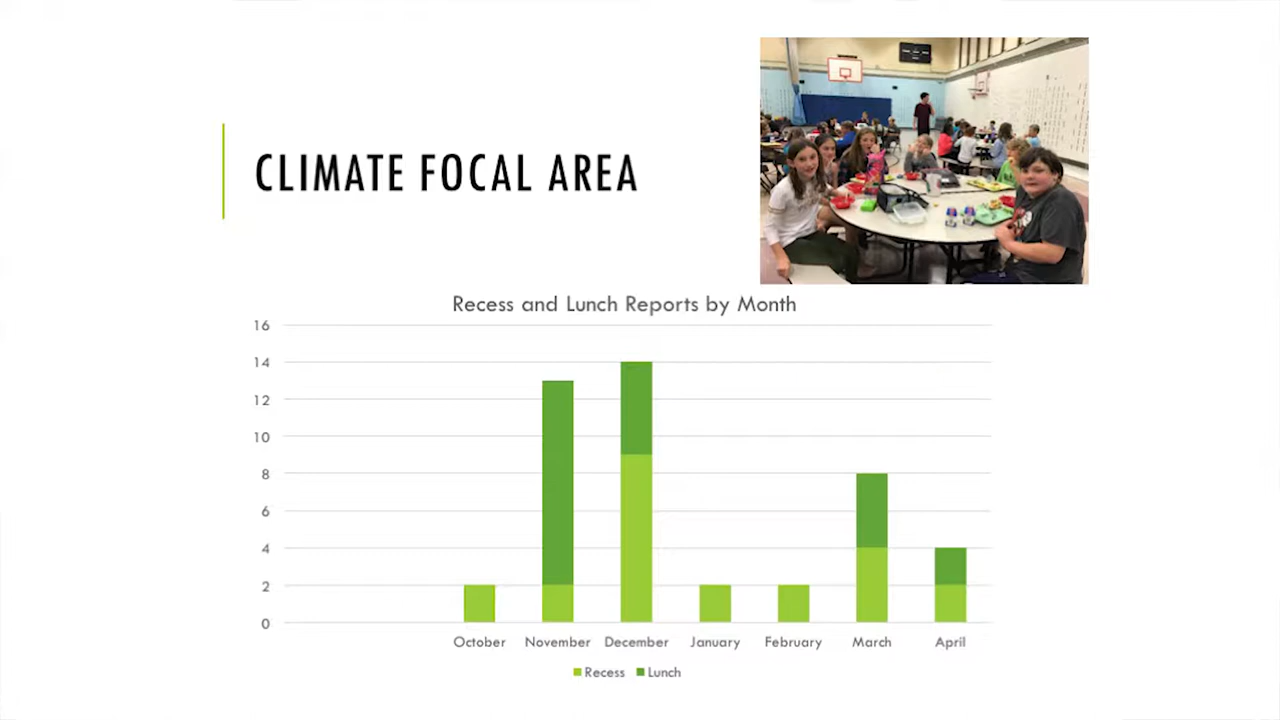 CLIMATE FOCAL AREA
Recess and Lunch Reports by Month
16
14
12
10
8
6
4
2
0
October November December January February March April
Recess Lunch